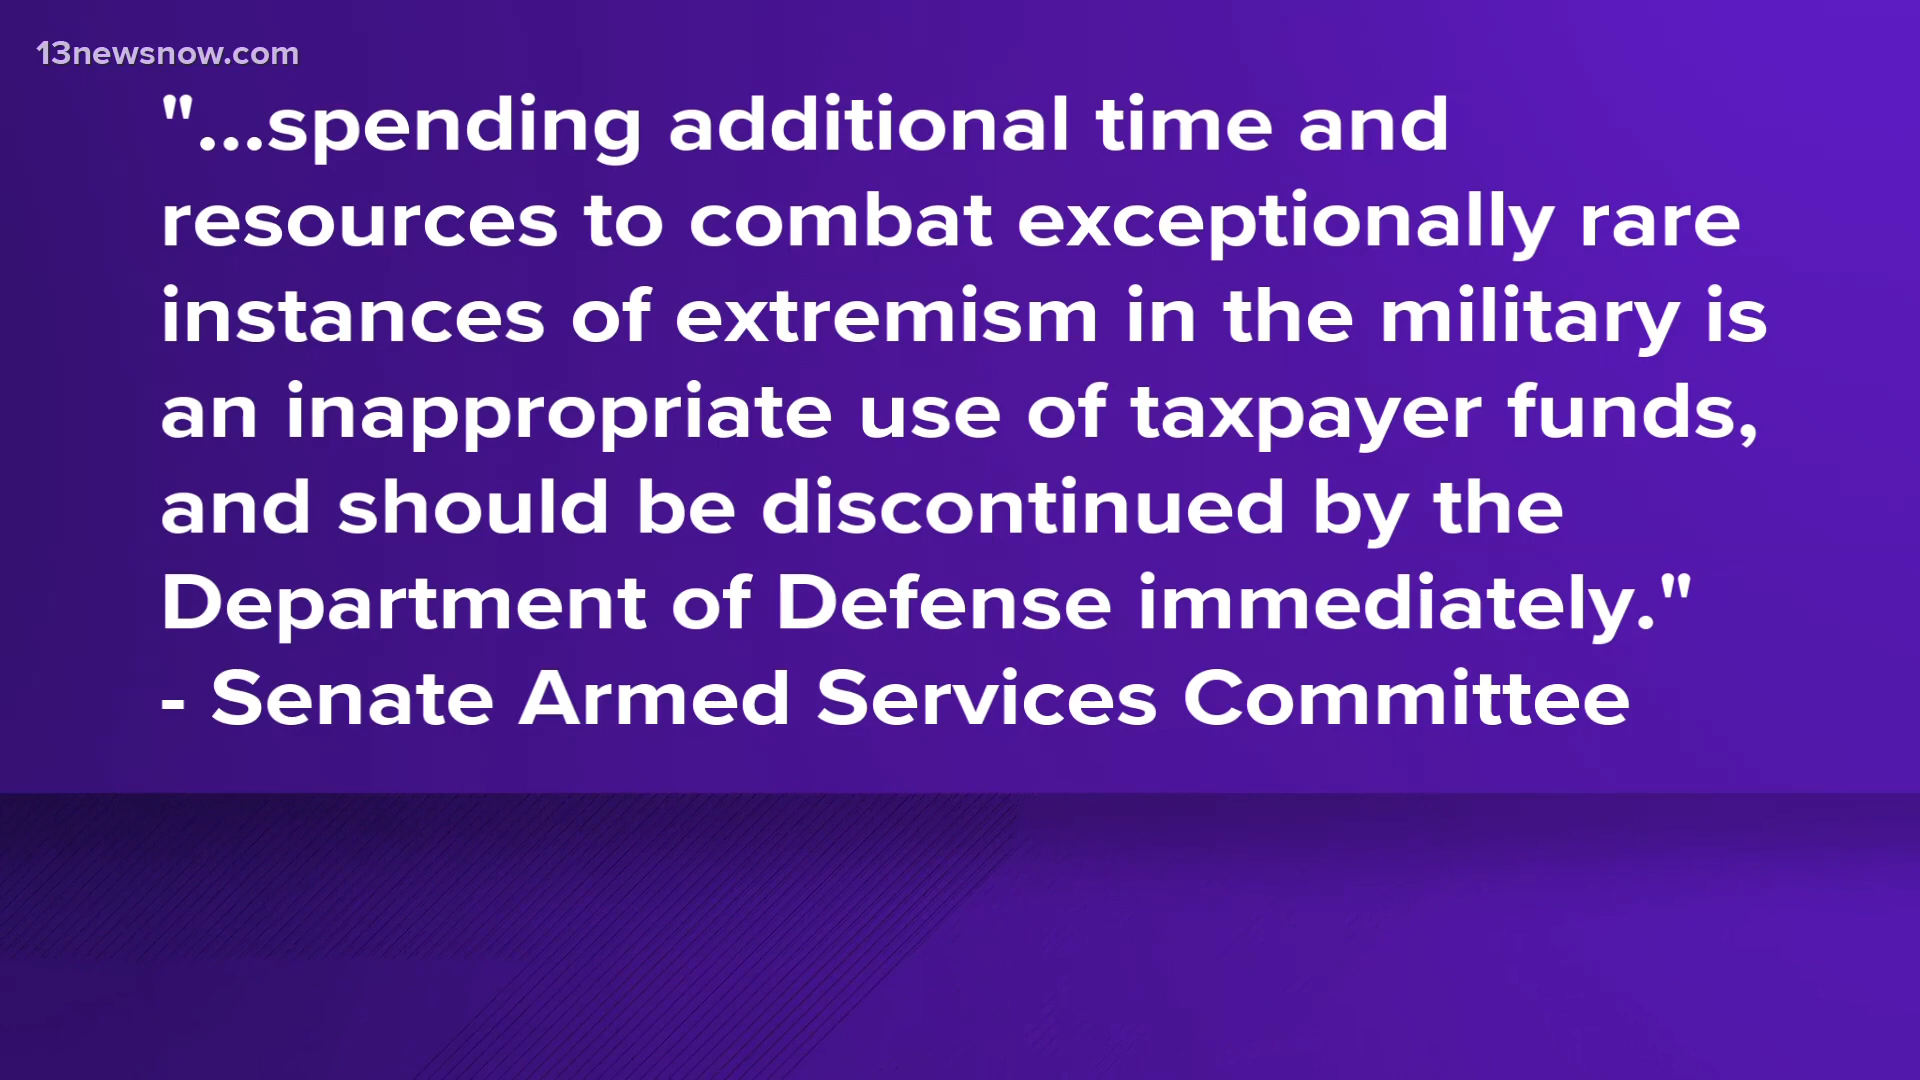 13newsnow.com
"...spending additional time and
resources to combat exceptionally rare
instances of extremism in the military is
an inappropriate use of taxpayer funds,
and should be discontinued by the
Department of Defense immediately."
- Senate Armed Services Committee